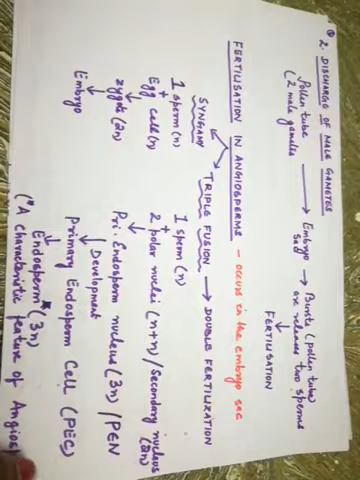 ① 2. DISCHARGE OF MALE GAMETES
Pollen tube → Embryo → Burst (pollen tube)
(2 male gametes) sac or releases two sperms
↓
FERTILISATION
FERTILISATION IN ANGIOSPERMS - occurs in the embryo sac
SYNGAMY TRIPLE FUSION → DOUBLE FERTILIZATION
1 sperm (n) 1 sperm (n)
+ +
Egg cell (n) 2 polar nuclei (n+n) / Secondary nucleus (2n)
↓ ↓
zygote (2n) Pri. Endosperm nucleus (3n) / PEN
↓ ↓ Development
Embryo Primary Endosperm Cell (PEC)
↓
Endosperm* (3n)
(*A characteristic feature of Angiosp